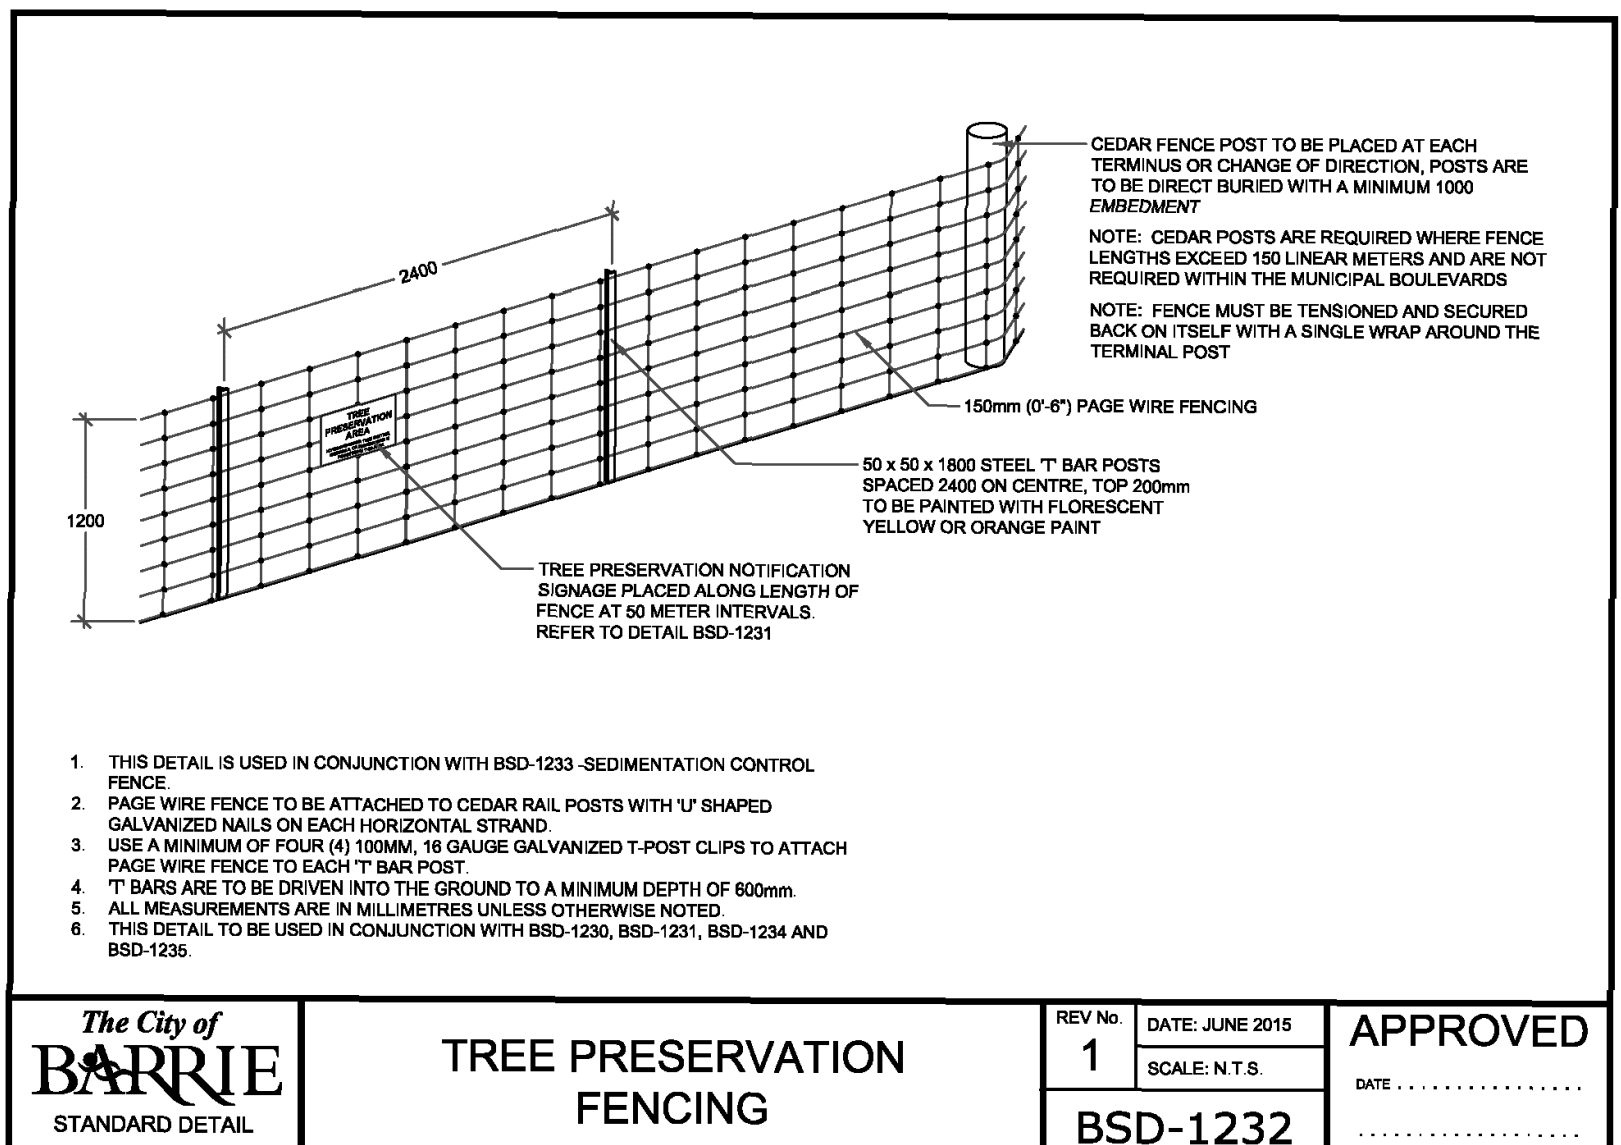 CEDAR FENCE POST TO BE PLACED AT EACH
TERMINUS OR CHANGE OF DIRECTION, POSTS ARE
TO BE DIRECT BURIED WITH A MINIMUM 1000
EMBEDMENT
NOTE: CEDAR POSTS ARE REQUIRED WHERE FENCE
LENGTHS EXCEED 150 LINEAR METERS AND ARE NOT
REQUIRED WITHIN THE MUNICIPAL BOULEVARDS
NOTE: FENCE MUST BE TENSIONED AND SECURED
BACK ON ITSELF WITH A SINGLE WRAP AROUND THE
TERMINAL POST
2400
150mm (0'-6") PAGE WIRE FENCING
TREE
PRESERVATION
AREA
50 x 50 x 1800 STEEL 'T' BAR POSTS
SPACED 2400 ON CENTRE, TOP 200mm
TO BE PAINTED WITH FLORESCENT
YELLOW OR ORANGE PAINT
1200
TREE PRESERVATION NOTIFICATION
SIGNAGE PLACED ALONG LENGTH OF
FENCE AT 50 METER INTERVALS.
REFER TO DETAIL BSD-1231
1. THIS DETAIL IS USED IN CONJUNCTION WITH BSD-1233 -SEDIMENTATION CONTROL
FENCE.
2. PAGE WIRE FENCE TO BE ATTACHED TO CEDAR RAIL POSTS WITH 'U' SHAPED
GALVANIZED NAILS ON EACH HORIZONTAL STRAND.
3. USE A MINIMUM OF FOUR (4) 100MM, 16 GAUGE GALVANIZED T-POST CLIPS TO ATTACH
PAGE WIRE FENCE TO EACH 'T' BAR POST.
4. 'T' BARS ARE TO BE DRIVEN INTO THE GROUND TO A MINIMUM DEPTH OF 600mm.
5. ALL MEASUREMENTS ARE IN MILLIMETRES UNLESS OTHERWISE NOTED.
6. THIS DETAIL TO BE USED IN CONJUNCTION WITH BSD-1230, BSD-1231, BSD-1234 AND
BSD-1235.
The City of
BARRIE
STANDARD DETAIL
TREE PRESERVATION
FENCING
REV No.
1
DATE: JUNE 2015
SCALE: N.T.S.
BSD-1232
APPROVED
DATE . . . . . . . . . . . . . . .
. . . . . . . . . . . . . . . . . .